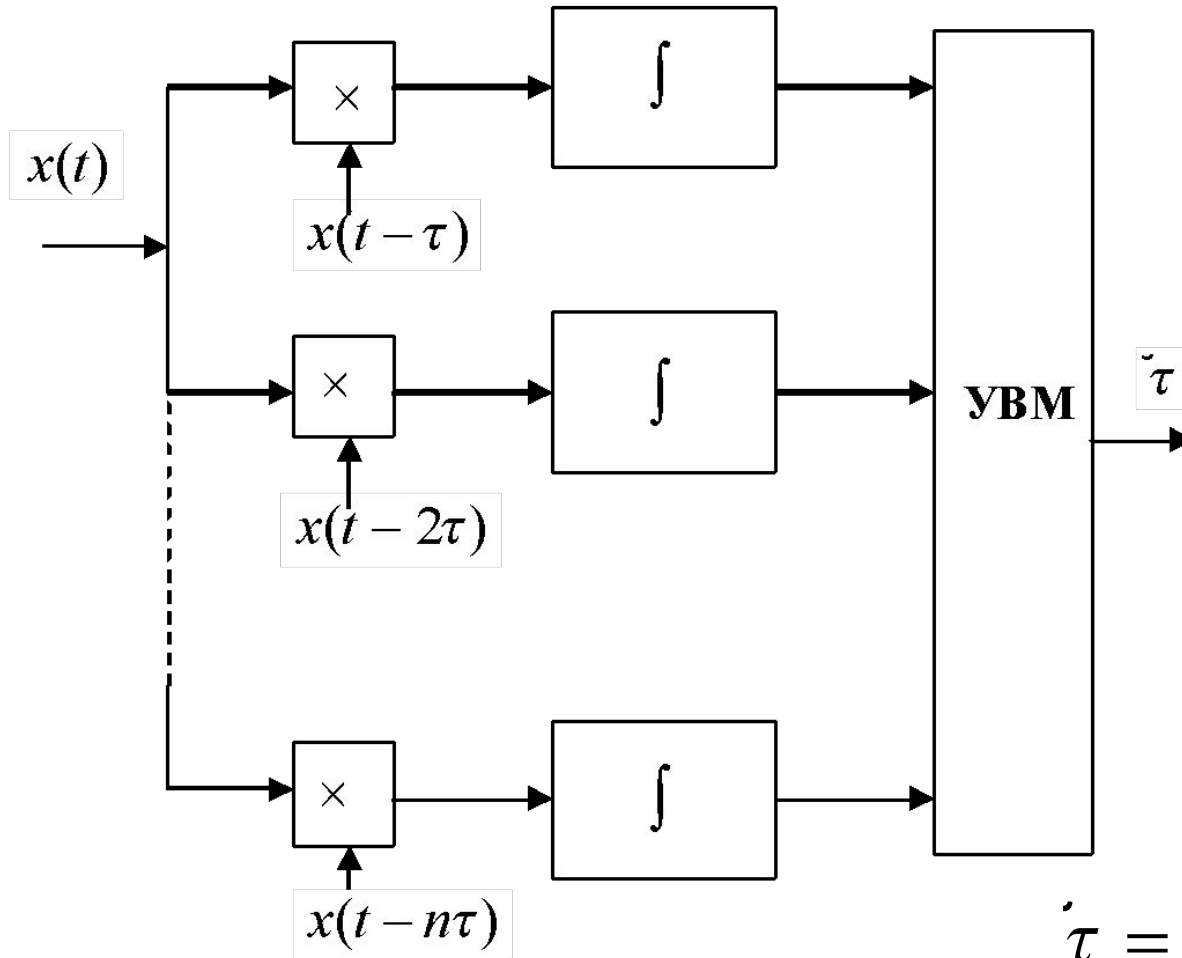 ×
∫
x(t)
x(t − τ)
×
∫
УВМ
τ̆
x(t − 2τ)
×
∫
x(t − nτ)
τ̆ =